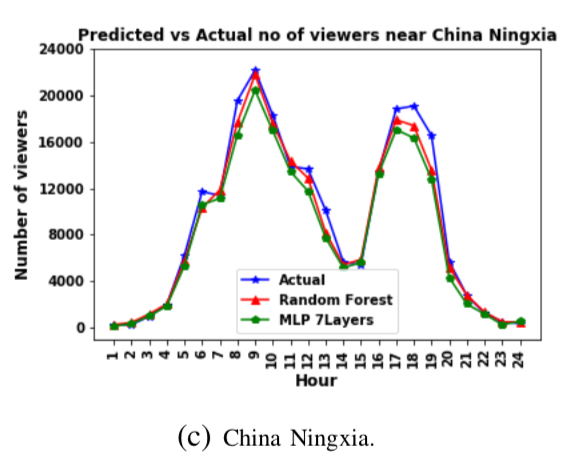 Predicted vs Actual no of viewers near China Ningxia
24000
20000
16000
12000
8000
4000
0
Number of viewers
Actual
Random Forest
MLP 7Layers
1 2 3 4 5 6 7 8 9 10 11 12 13 14 15 16 17 18 19 20 21 22 23 24
Hour
(c) China Ningxia.